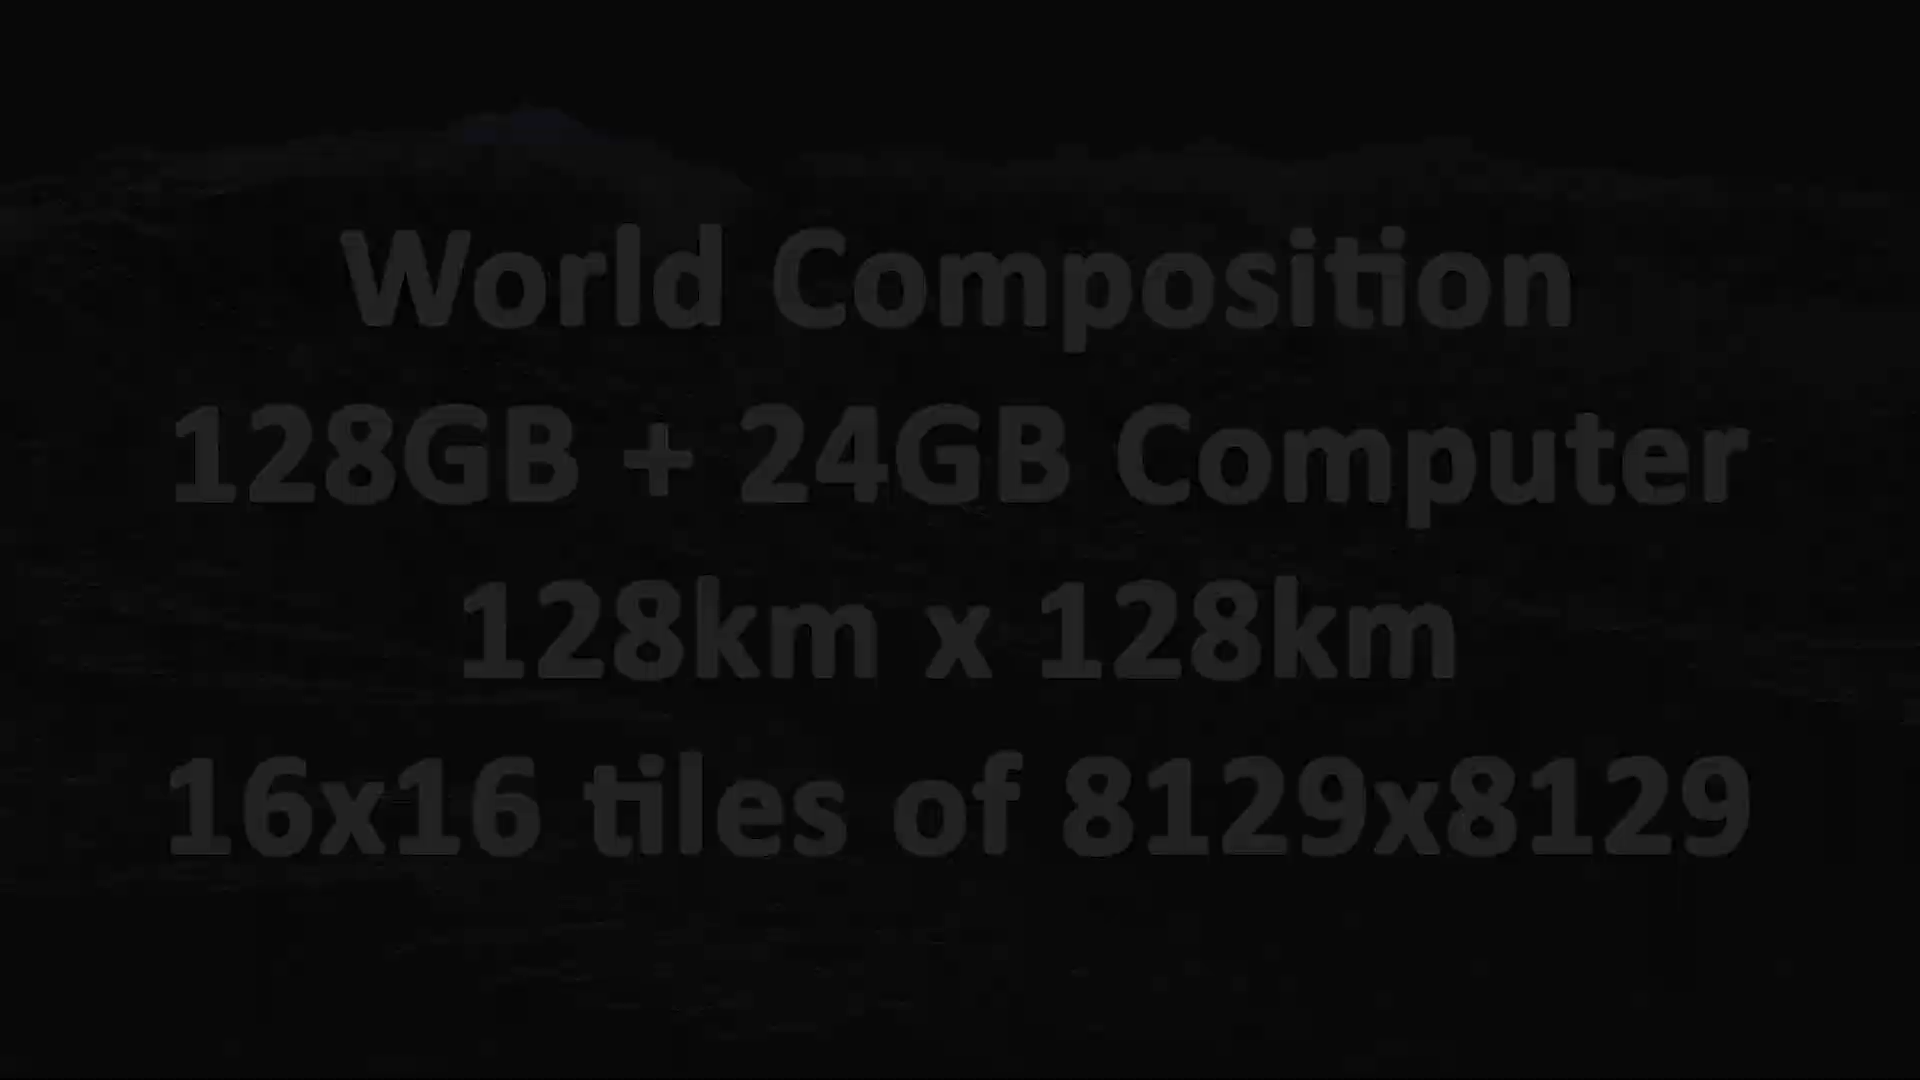 World Composition
128GB + 24GB Computer
128km x 128km
16x16 tiles of 8129x8129